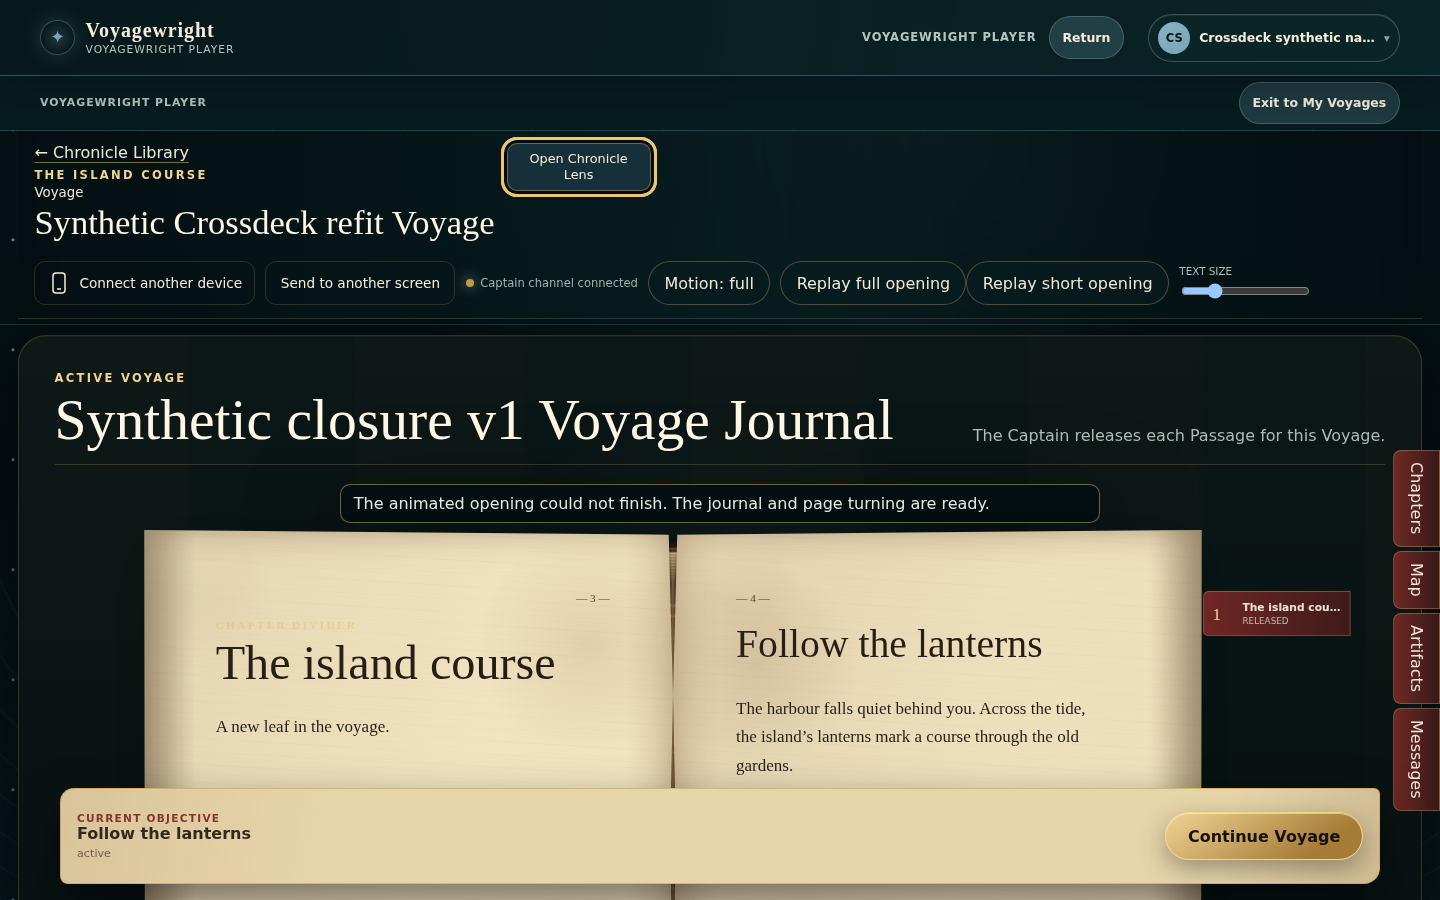 Voyagewright
VOYAGEWRIGHT PLAYER
VOYAGEWRIGHT PLAYER
Return
CS
Crossdeck synthetic na…
VOYAGEWRIGHT PLAYER
Exit to My Voyages
← Chronicle Library
THE ISLAND COURSE
Voyage
Synthetic Crossdeck refit Voyage
Open Chronicle
Lens
Connect another device
Send to another screen
Captain channel connected
Motion: full
Replay full opening
Replay short opening
TEXT SIZE
ACTIVE VOYAGE
Synthetic closure v1 Voyage Journal
The Captain releases each Passage for this Voyage.
The animated opening could not finish. The journal and page turning are ready.
— 3 —
CHAPTER DIVIDER
The island course
A new leaf in the voyage.
— 4 —
Follow the lanterns
The harbour falls quiet behind you. Across the tide,
the island’s lanterns mark a course through the old
gardens.
1
The island cou…
RELEASED
Chapters
Map
Artifacts
Messages
CURRENT OBJECTIVE
Follow the lanterns
active
Continue Voyage